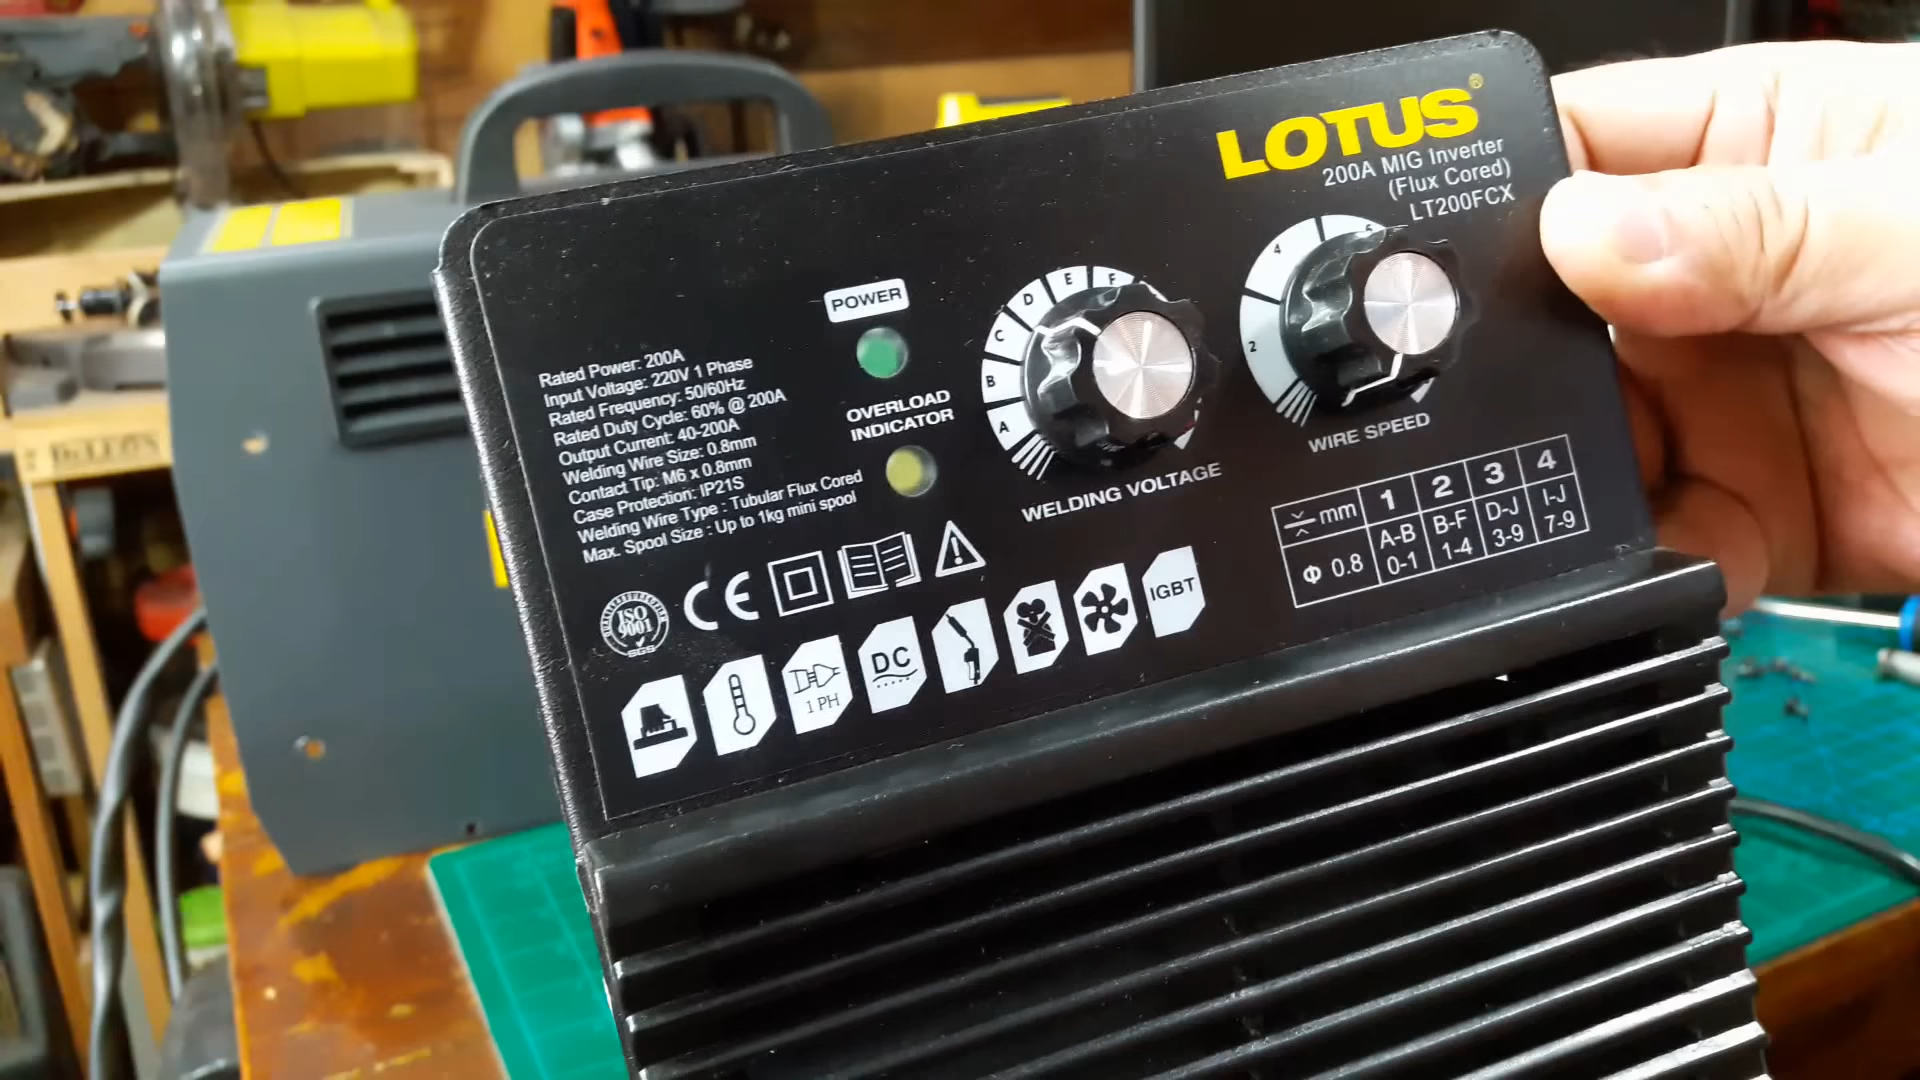 LOTUS®
200A MIG Inverter
(Flux Cored)
LT200FCX
POWER
OVERLOAD
INDICATOR
A
B
C
D
E
F
WELDING VOLTAGE
2
4
6
WIRE SPEED
Rated Power: 200A
Input Voltage: 220V 1 Phase
Rated Frequency: 50/60Hz
Rated Duty Cycle: 60% @ 200A
Output Current: 40-200A
Welding Wire Size: 0.8mm
Contact Tip: M6 x 0.8mm
Case Protection: IP21S
Welding Wire Type : Tubular Flux Cored
Max. Spool Size : Up to 1kg mini spool
mm 1 2 3 4
Φ 0.8 A-B B-F D-J I-J
0-1 1-4 3-9 7-9
ISO
9001
SGS
CE
1 PH
DC
IGBT